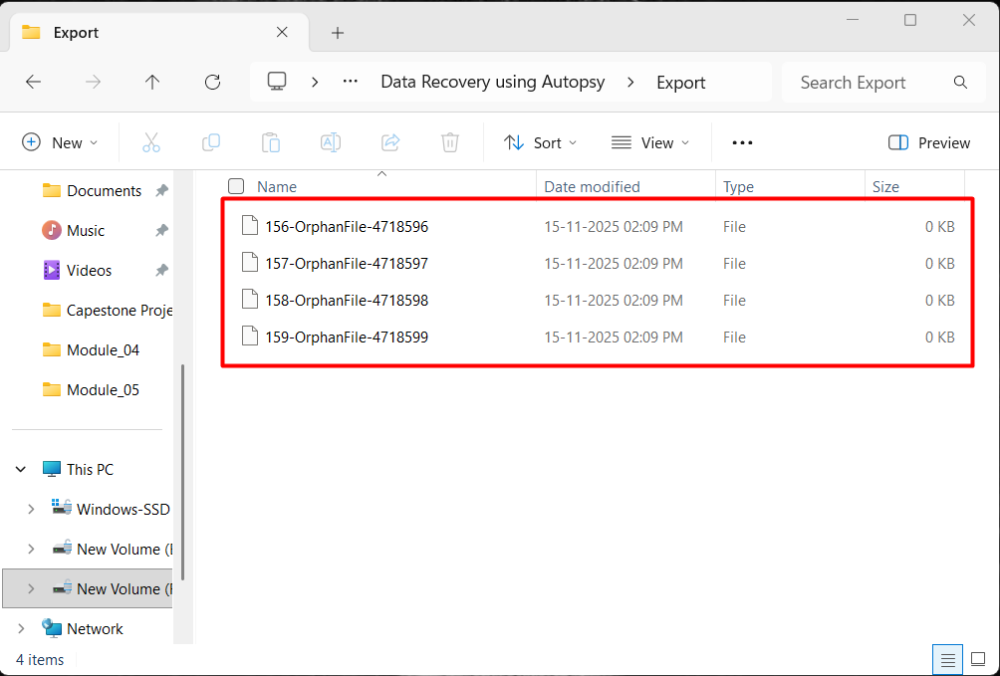 Export
Data Recovery using Autopsy
Export
Search Export
New
Sort
View
Preview
Documents
Music
Videos
Capestone Proje
Module_04
Module_05
This PC
Windows-SSD
New Volume (
New Volume (
Network
Name Date modified Type Size
156-OrphanFile-4718596 15-11-2025 02:09 PM File 0 KB
157-OrphanFile-4718597 15-11-2025 02:09 PM File 0 KB
158-OrphanFile-4718598 15-11-2025 02:09 PM File 0 KB
159-OrphanFile-4718599 15-11-2025 02:09 PM File 0 KB
4 items